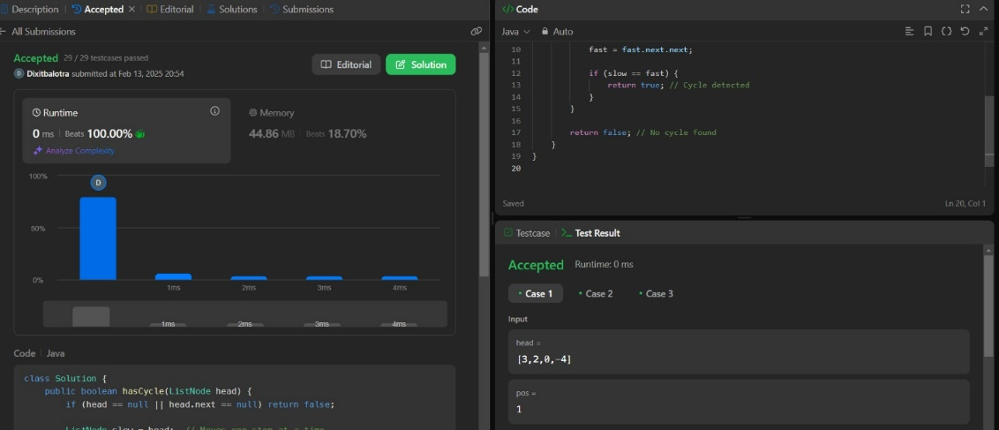 Description
Accepted
Editorial
Solutions
Submissions
All Submissions
Accepted 29 / 29 testcases passed
D Dixitbalotra submitted at Feb 13, 2025 20:54
Editorial
Solution
Runtime
0 ms Beats 100.00%
Analyze Complexity
Memory
44.86 MB Beats 18.70%
100%
D
50%
0%
1ms 2ms 3ms 4ms
1ms 2ms 3ms 4ms
Code Java
class Solution {
public boolean hasCycle(ListNode head) {
if (head == null || head.next == null) return false;
ListNode slow = head; // Moves one step at a time
</> Code
Java Auto
10 fast = fast.next.next;
11
12 if (slow == fast) {
13 return true; // Cycle detected
14 }
15 }
16
17 return false; // No cycle found
18 }
19 }
20
Saved
Ln 20, Col 1
Testcase
>_ Test Result
Accepted Runtime: 0 ms
• Case 1 • Case 2 • Case 3
Input
head =
[3,2,0,-4]
pos =
1